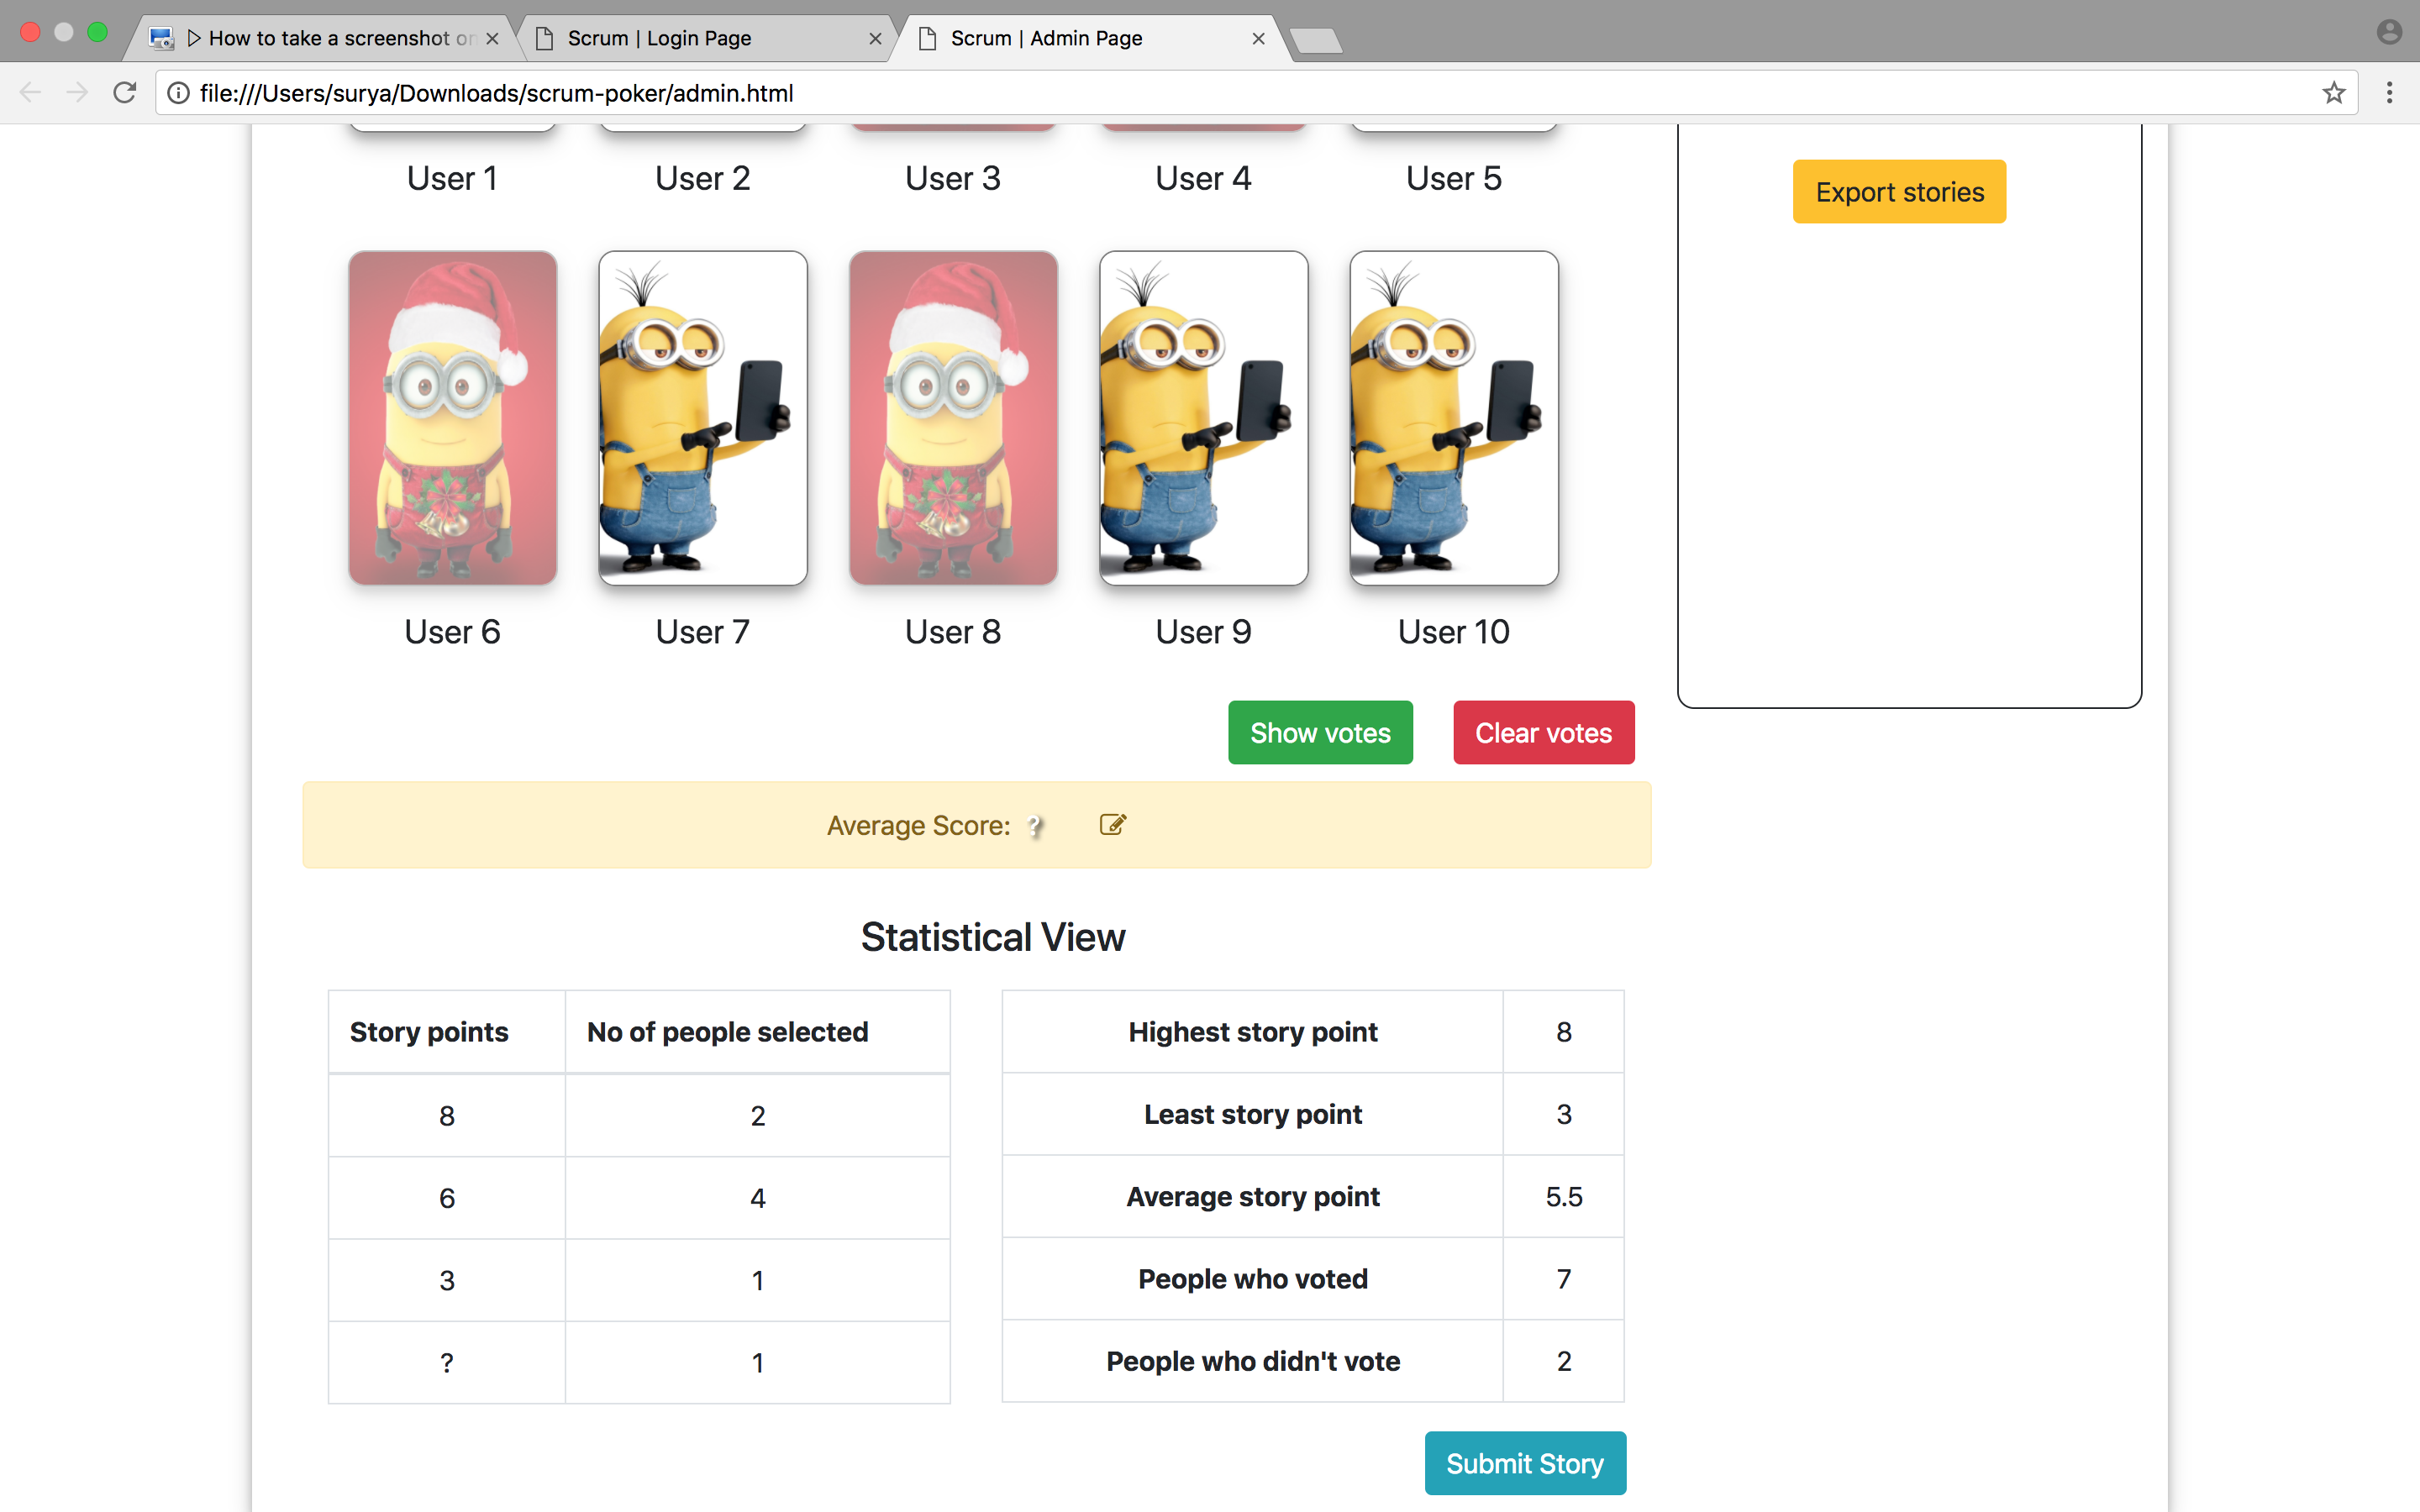 ▷ How to take a screenshot on
Scrum | Login Page
Scrum | Admin Page
file:///Users/surya/Downloads/scrum-poker/admin.html
User 1 User 2 User 3 User 4 User 5
Export stories
User 6 User 7 User 8 User 9 User 10
Show votes Clear votes
Average Score: ?
Statistical View
Story points No of people selected
8 2
6 4
3 1
? 1
Highest story point 8
Least story point 3
Average story point 5.5
People who voted 7
People who didn't vote 2
Submit Story